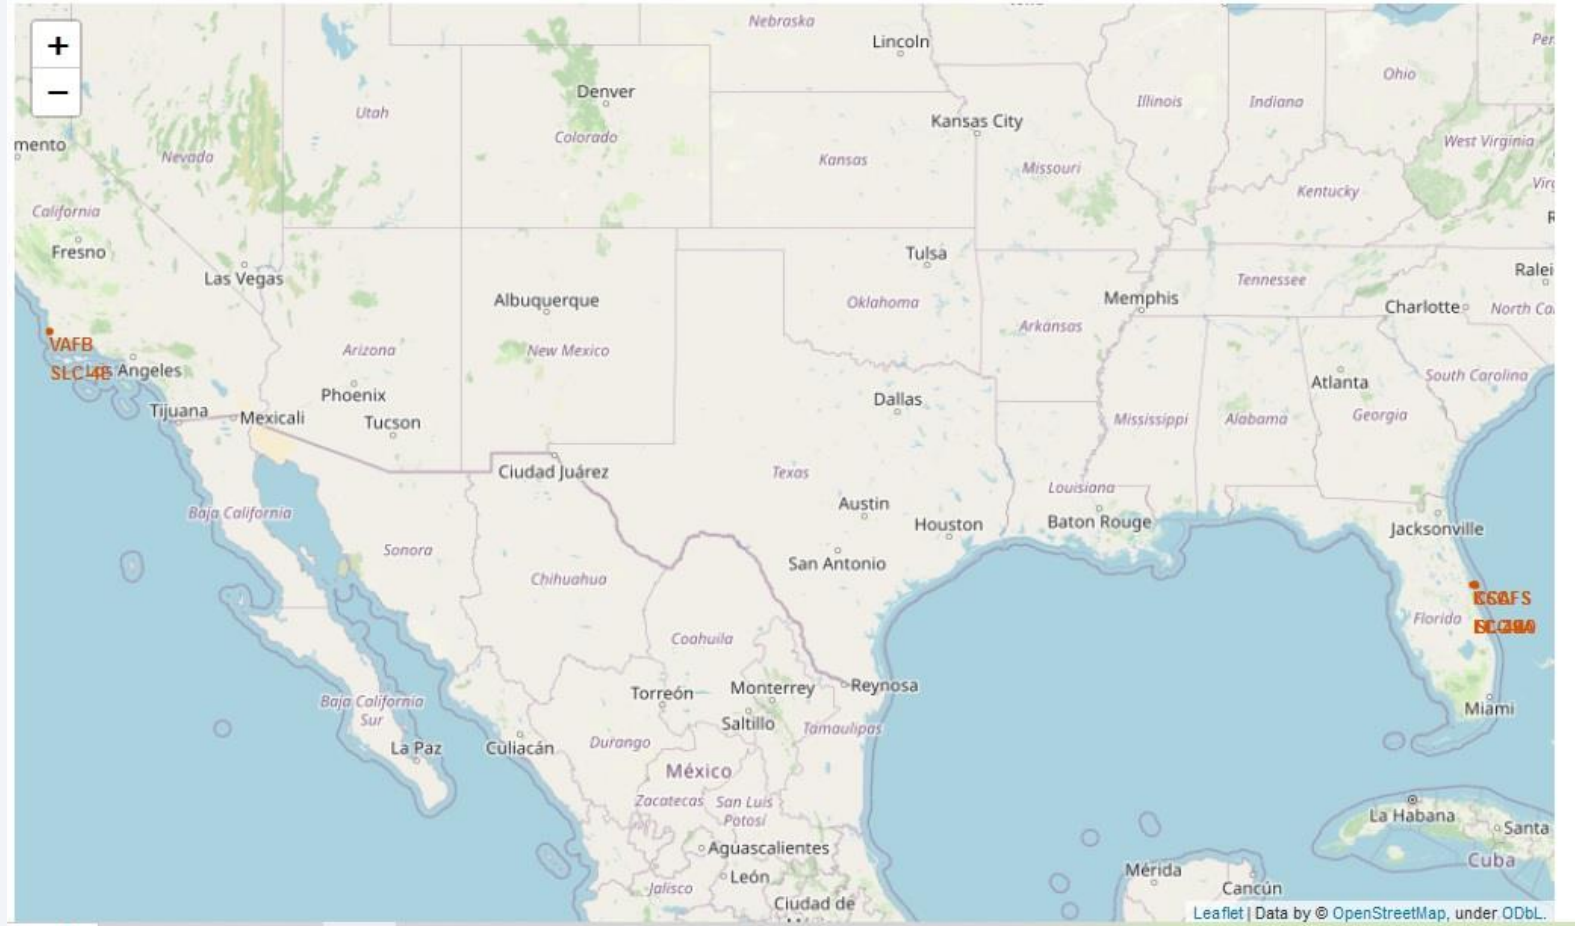 +
−
Nebraska
Lincoln
Denver
Utah
Colorado
Kansas City
Kansas
Illinois
Indiana
Ohio
West Virginia
mento
Nevada
Missouri
Kentucky
California
Fresno
Las Vegas
Albuquerque
Tulsa
Tennessee
Memphis
Charlotte
Oklahoma
Arkansas
VAFB
SLC-4E
Los Angeles
Arizona
New Mexico
Phoenix
Tucson
Dallas
Atlanta
South Carolina
Tijuana
Mexicali
Mississippi
Alabama
Georgia
Ciudad Juárez
Texas
Louisiana
Austin
Houston
Baton Rouge
Jacksonville
Baja California
Sonora
San Antonio
Chihuahua
Florida
Coahuila
Torreón
Monterrey
Reynosa
Saltillo
Tamaulipas
Miami
Baja California
Sur
La Paz
Culiacán
Durango
México
Zacatecas
San Luis
Potosí
La Habana
Santa
Cuba
Aguascalientes
León
Jalisco
Ciudad de
Mérida
Cancún
Leaflet | Data by © OpenStreetMap, under ODbL.